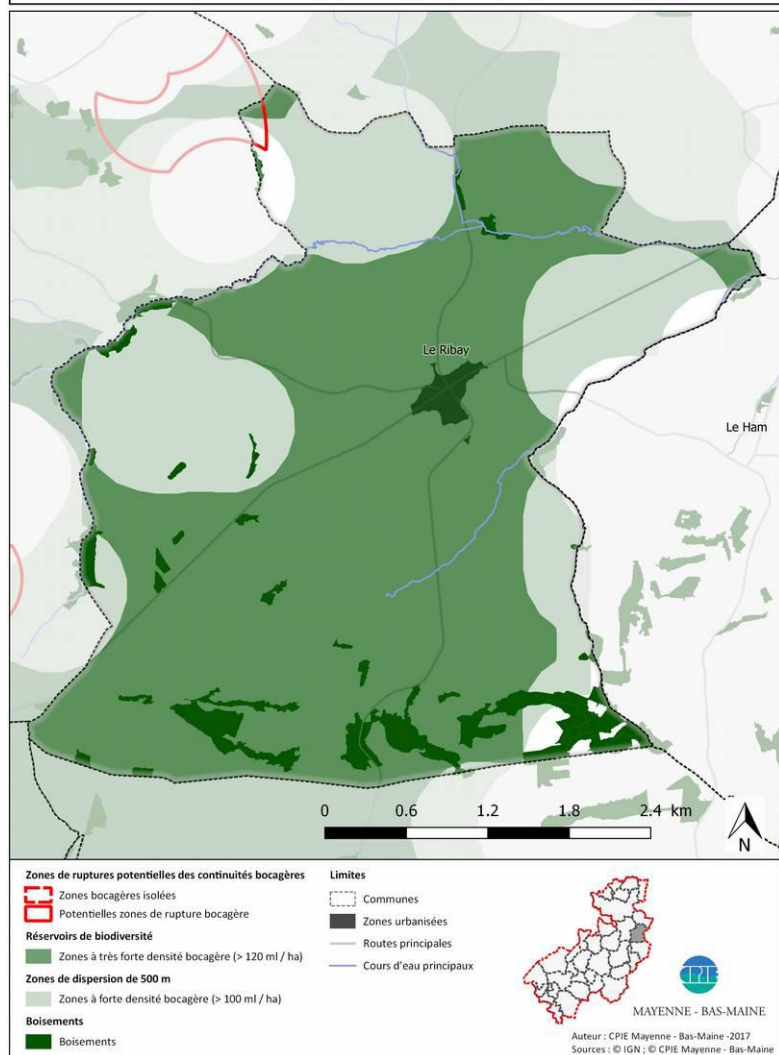 Le Ribay
Le Ham
0 0.6 1.2 1.8 2.4 km
N
Zones de ruptures potentielles des continuités bocagères
Zones bocagères isolées
Potentielles zones de rupture bocagère
Réservoirs de biodiversité
Zones à très forte densité bocagère (> 120 ml / ha)
Zones de dispersion de 500 m
Zones à forte densité bocagère (> 100 ml / ha)
Boisements
Boisements
Limites
Communes
Zones urbanisées
Routes principales
Cours d'eau principaux
CPIE
MAYENNE - BAS-MAINE
Auteur : CPIE Mayenne - Bas-Maine -2017
Sources : © IGN ; © CPIE Mayenne - Bas-Maine